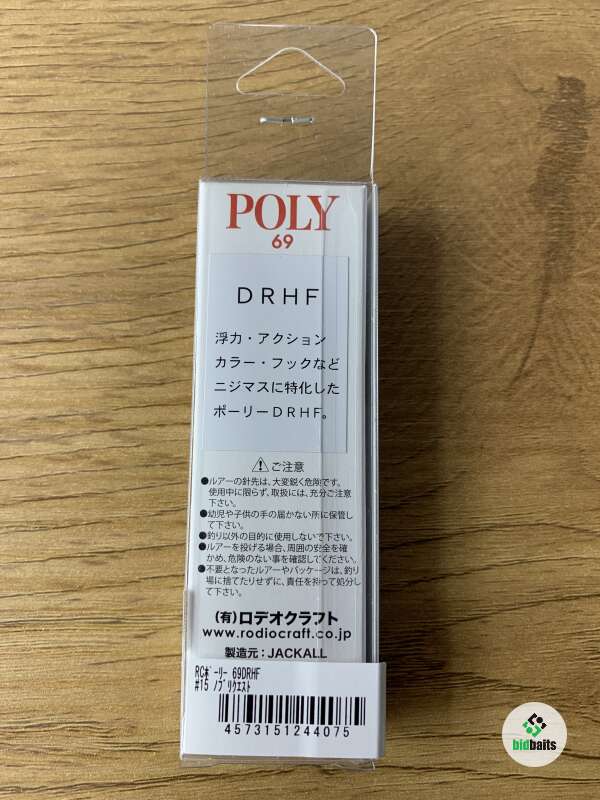 POLY
69
DRHF
浮力・アクション
カラー・フックなど
ニジマスに特化した
ポーリーDRHF。
⚠ご注意
●ルアーの針先は、大変鋭く危険です。
使用中に限らず、取扱には、充分ご注意
下さい。
●幼児や子供の手の届かない所に保管し
て下さい。
●釣り以外の目的に使用しないで下さい。
●ルアーを投げる場合、周囲の安全を確
かめ、危険のない事を確認してください。
●不要となったルアーやパッケージは、釣り
場に捨てたりせずに、責任を持って処分し
て下さい。
(有)ロデオクラフト
www.rodiocraft.co.jp
製造元：JACKALL
RCﾎﾟｰﾘｰ 69DRHF
#15 ﾉﾌﾞﾘｸｴｽﾄ
4573151244075
bidbaits